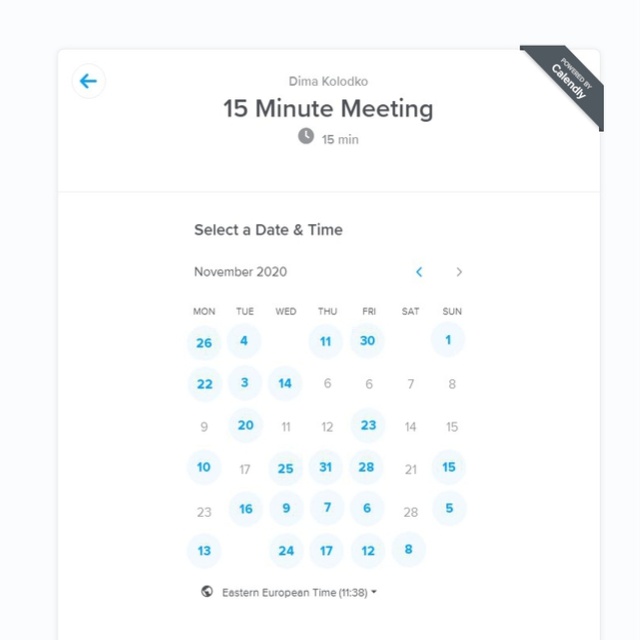 POWERED BY
Calendly
Dima Kolodko
15 Minute Meeting
15 min
Select a Date & Time
November 2020
MON TUE WED THU FRI SAT SUN
26 4 11 30 1
22 3 14 6 6 7 8
9 20 11 12 23 14 15
10 17 25 31 28 21 15
23 16 9 7 6 28 5
13 24 17 12 8
Eastern European Time (11:38)